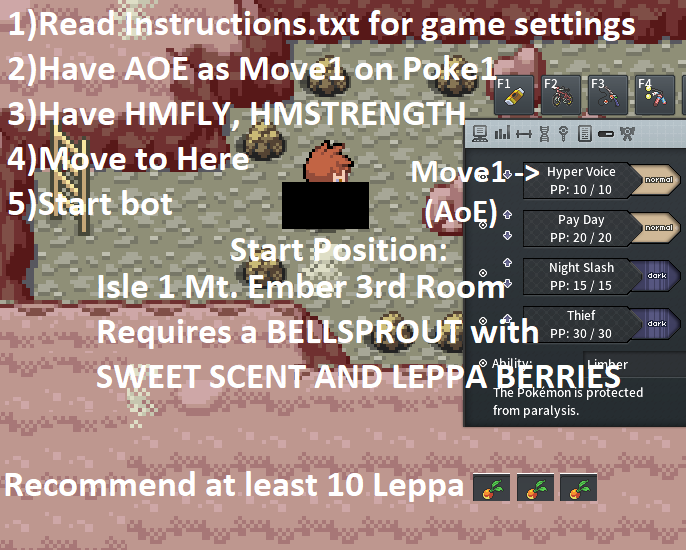 1)Read Instructions.txt for game settings
2)Have AOE as Move1 on Poke1
3)Have HMFLY, HMSTRENGTH
4)Move to Here
5)Start bot
F1 F2 F3 F4
Move1 ->
(AoE)
Hyper Voice
PP: 10 / 10
normal
Pay Day
PP: 20 / 20
normal
Night Slash
PP: 15 / 15
dark
Thief
PP: 30 / 30
dark
Start Position:
Isle 1 Mt. Ember 3rd Room
Requires a BELLSPROUT with
SWEET SCENT AND LEPPA BERRIES
Ability: Limber
The Pokémon is protected
from paralysis.
Recommend at least 10 Leppa